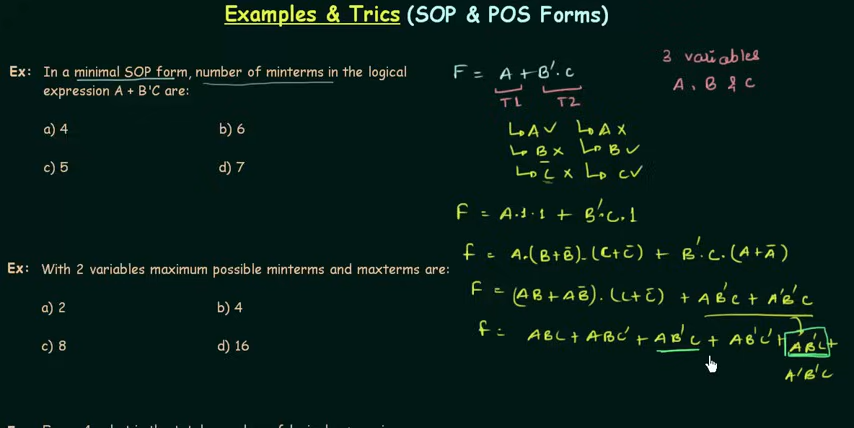 Examples & Trics (SOP & POS Forms)
Ex: In a minimal SOP form, number of minterms in the logical
expression A + B'C are:
a) 4 b) 6
c) 5 d) 7
F = A + B'. C
T1 T2
3 variables
A, B & C
↳ A ✓ ↳ A ×
↳ B × ↳ B ✓
↳ C × ↳ C ✓
F = A.1.1 + B'.C.1
f = A.(B+B̅).(C+C̅) + B'.C.(A+A̅)
F = (AB+AB̅).(C+C̅) + AB'C + A'B'C
f = ABC + ABC' + AB'C + AB'C' + AB'C +
A'B'C
Ex: With 2 variables maximum possible minterms and maxterms are:
a) 2 b) 4
c) 8 d) 16